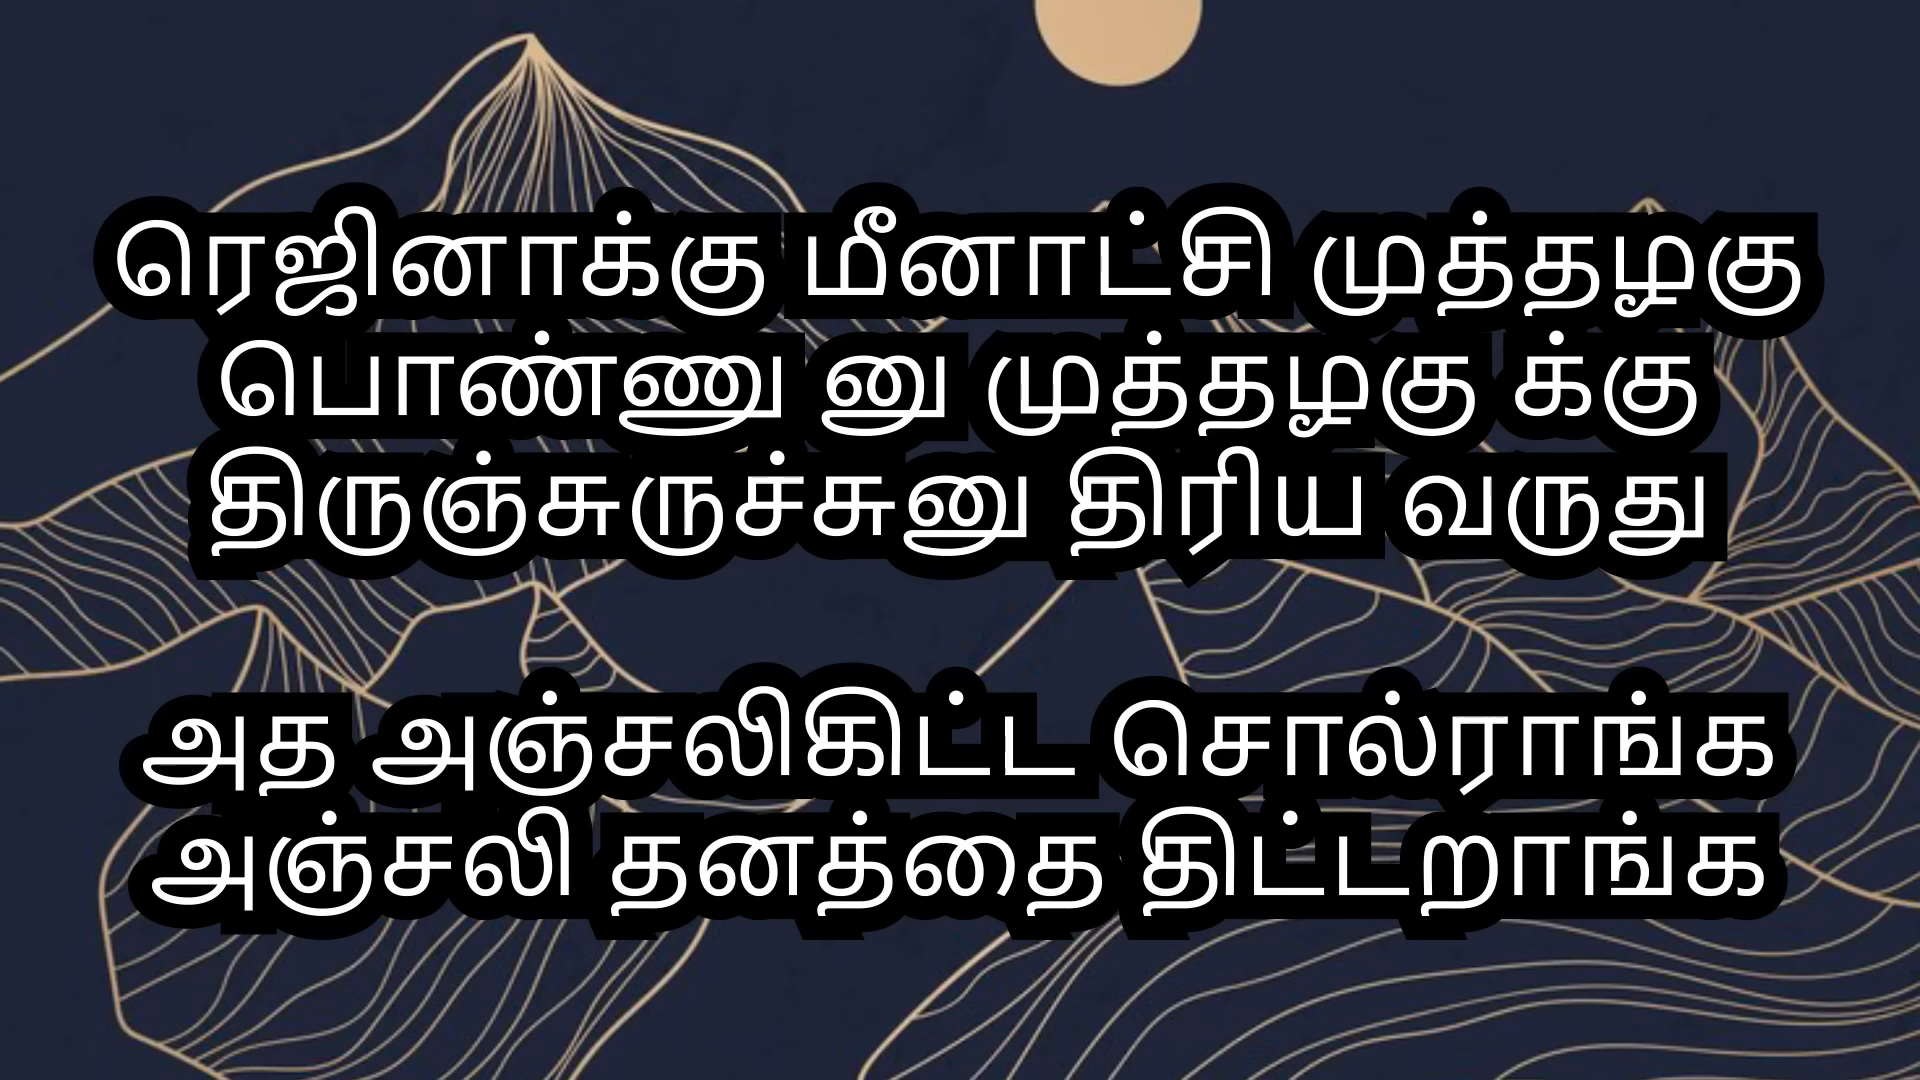 ரெஜினாக்கு மீனாட்சி முத்தழகு
பொண்ணு னு முத்தழகு க்கு
திருஞ்சுருச்சுனு திரிய வருது
அத அஞ்சலிகிட்ட சொல்ராங்க
அஞ்சலி தனத்தை திட்டறாங்க